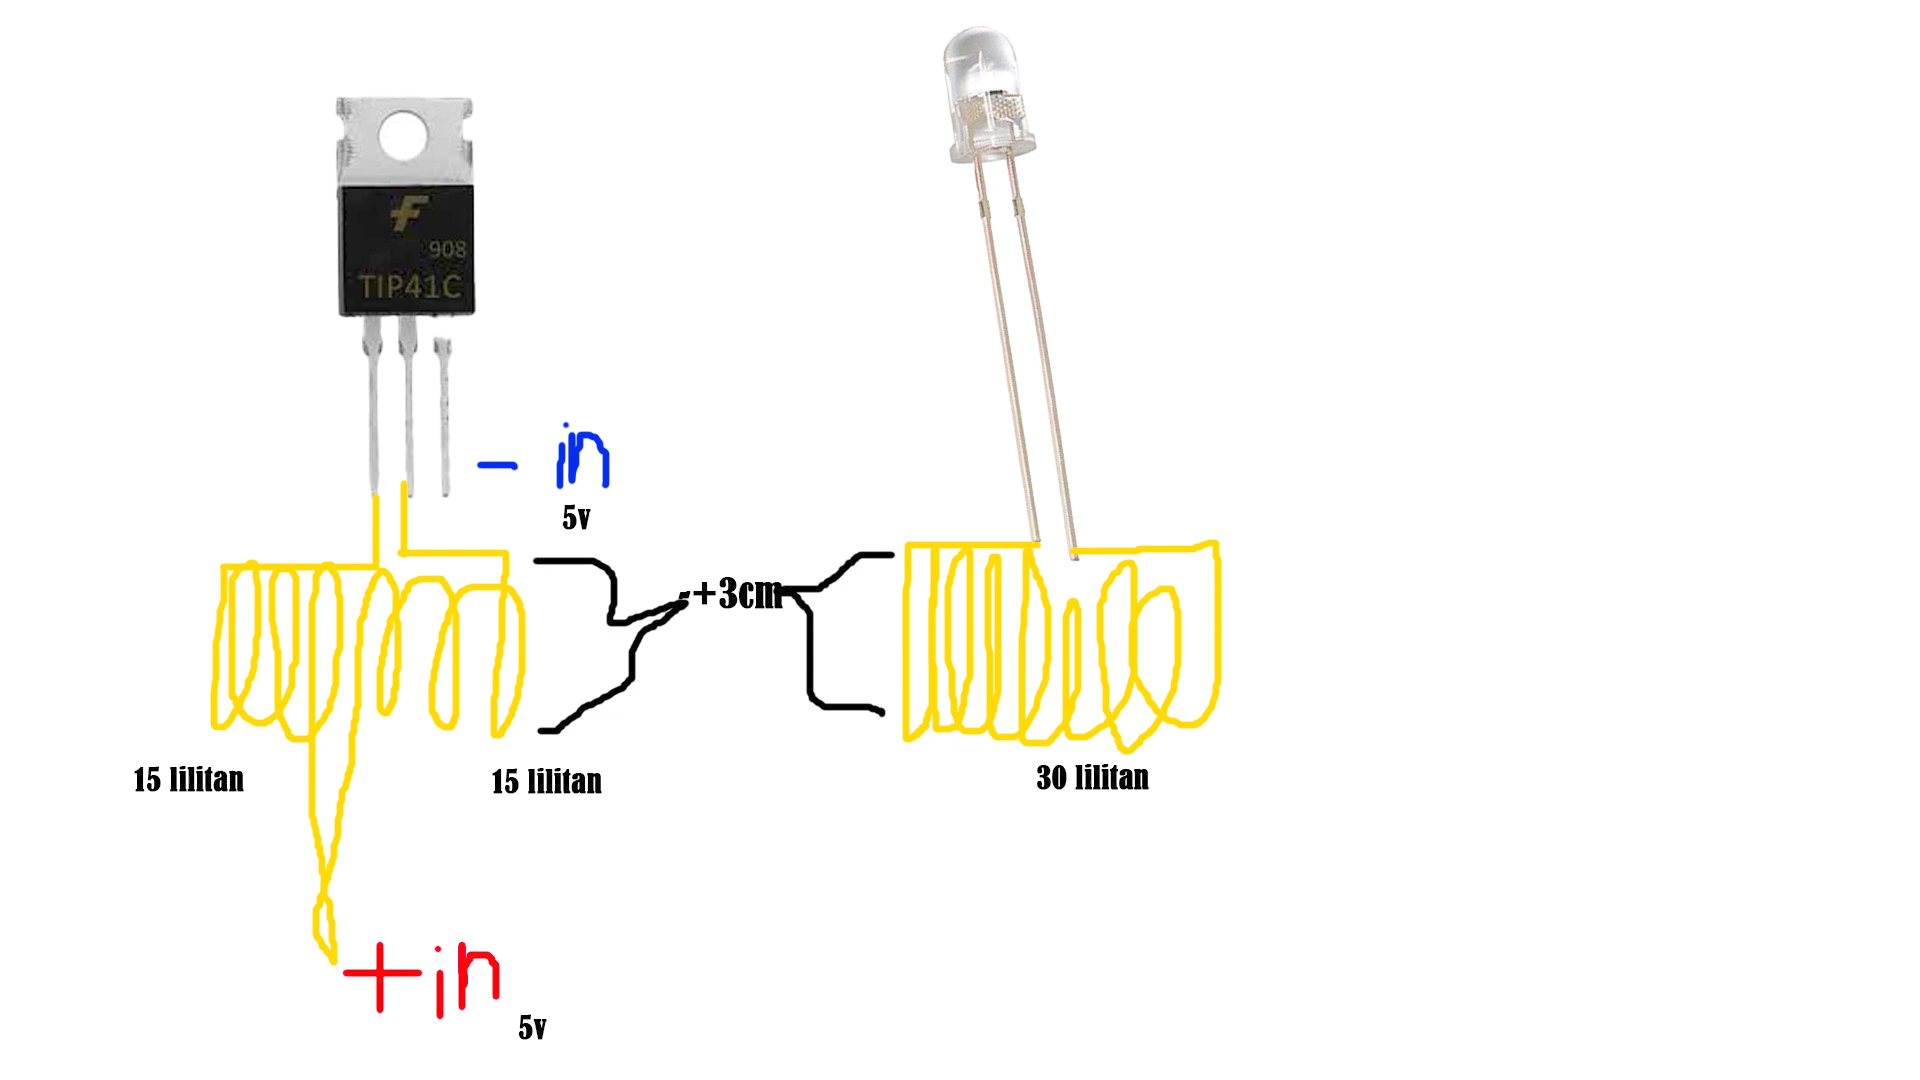 F
908
TIP41C
- in
5v
-+3cm
15 lilitan
15 lilitan
30 lilitan
+in
5v